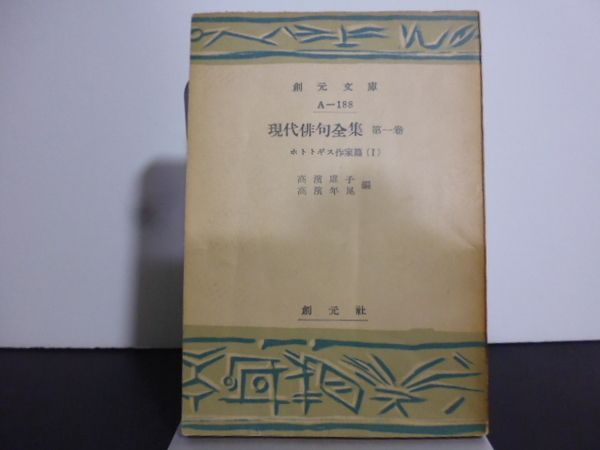 創元文庫
A—188
現代俳句全集 第一巻
ホトトギス作家篇(I)
高濱虛子
高濱年尾 編
創元社